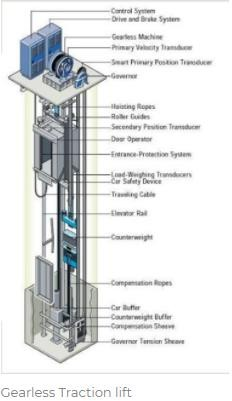 Control System
Drive and Brake System
Gearless Machine
Primary Velocity Transducer
Smart Primary Position Transducer
Governor
Hoisting Ropes
Roller Guides
Secondary Position Transducer
Door Operator
Entrance-Protection System
Load-Weighing Transducers
Car Safety Device
Traveling Cable
Elevator Rail
Counterweight
Compensation Ropes
Car Buffer
Counterweight Buffer
Compensation Sheave
Governor Tension Sheave
Gearless Traction lift